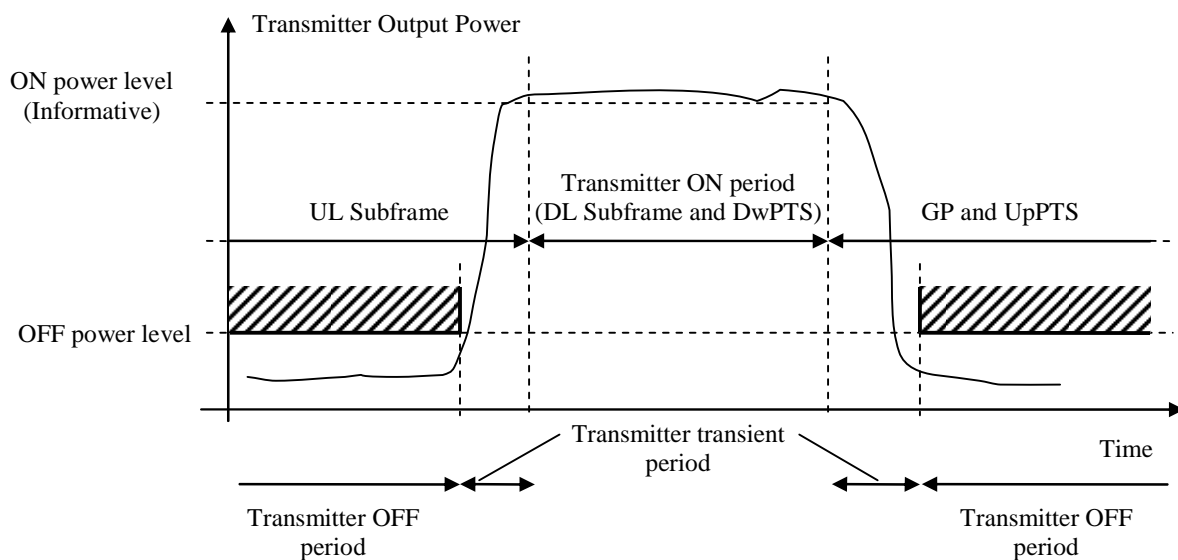 Transmitter Output Power
ON power level
(Informative)
UL Subframe
Transmitter ON period
(DL Subframe and DwPTS)
GP and UpPTS
OFF power level
Transmitter transient
period
Time
Transmitter OFF
period
Transmitter OFF
period